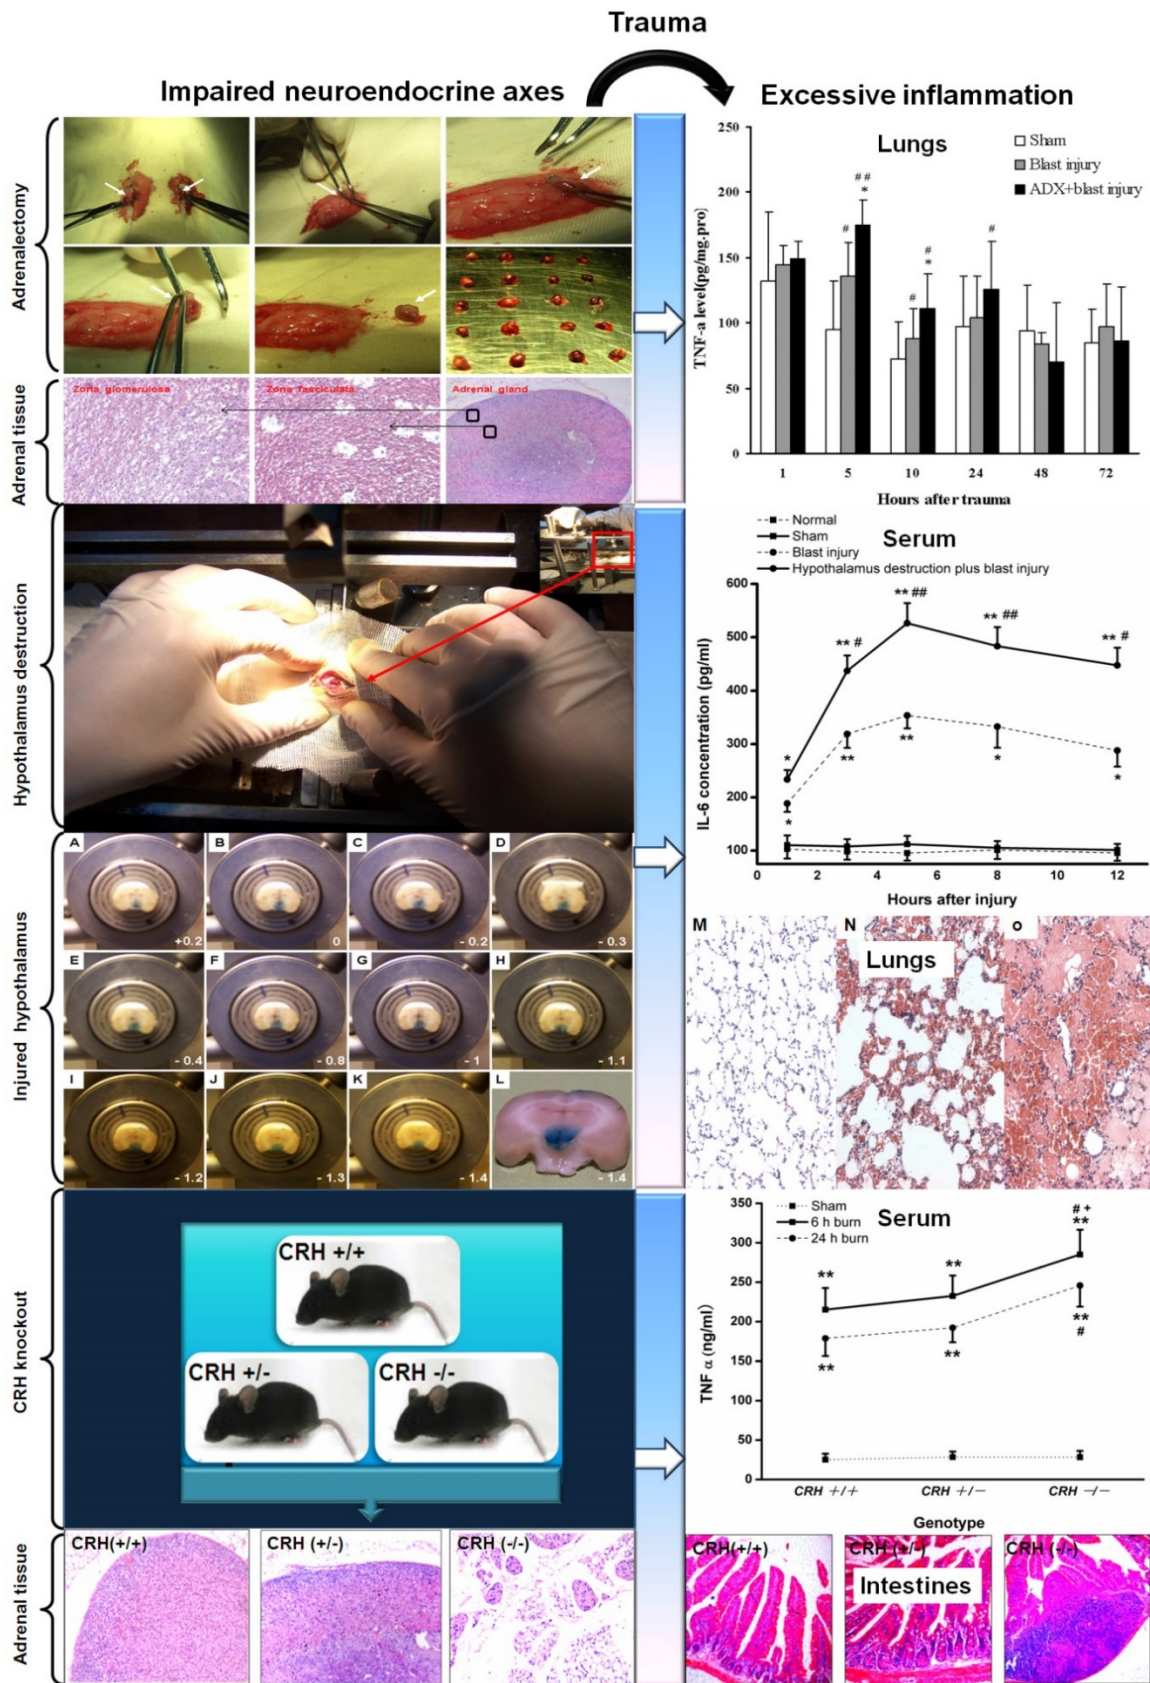 Trauma
Impaired neuroendocrine axes
Excessive inflammation
Adrenalectomy
Adrenal tissue
Zona glomerulosa
Zona fasciculata
Adrenal gland
Lungs
Sham
Blast injury
ADX+blast injury
TNF-a level(pg/mg.pro)
250
200
150
100
50
0
##
*
#
#
*
#
#
1 5 10 24 48 72
Hours after trauma
Hypothalamus destruction
Normal
Sham
Blast injury
Hypothalamus destruction plus blast injury
Serum
IL-6 concentration (pg/ml)
600
500
400
300
200
100
** ##
** ##
** #
** #
*
**
**
*
*
*
0 2 4 6 8 10 12
Hours after injury
Injured hypothalamus
A +0.2
B 0
C - 0.2
D - 0.3
E - 0.4
F - 0.8
G - 1
H - 1.1
I - 1.2
J - 1.3
K - 1.4
L - 1.4
M
N
O
Lungs
CRH knockout
CRH +/+
CRH +/-
CRH -/-
Sham
6 h burn
24 h burn
Serum
TNF α (ng/ml)
350
300
250
200
150
100
50
0
**
**
# +
**
**
**
**
#
CRH +/+
CRH +/−
CRH −/−
Genotype
Adrenal tissue
CRH(+/+)
CRH (+/-)
CRH (-/-)
CRH(+/+)
CRH (+/-)
CRH (-/-)
Intestines